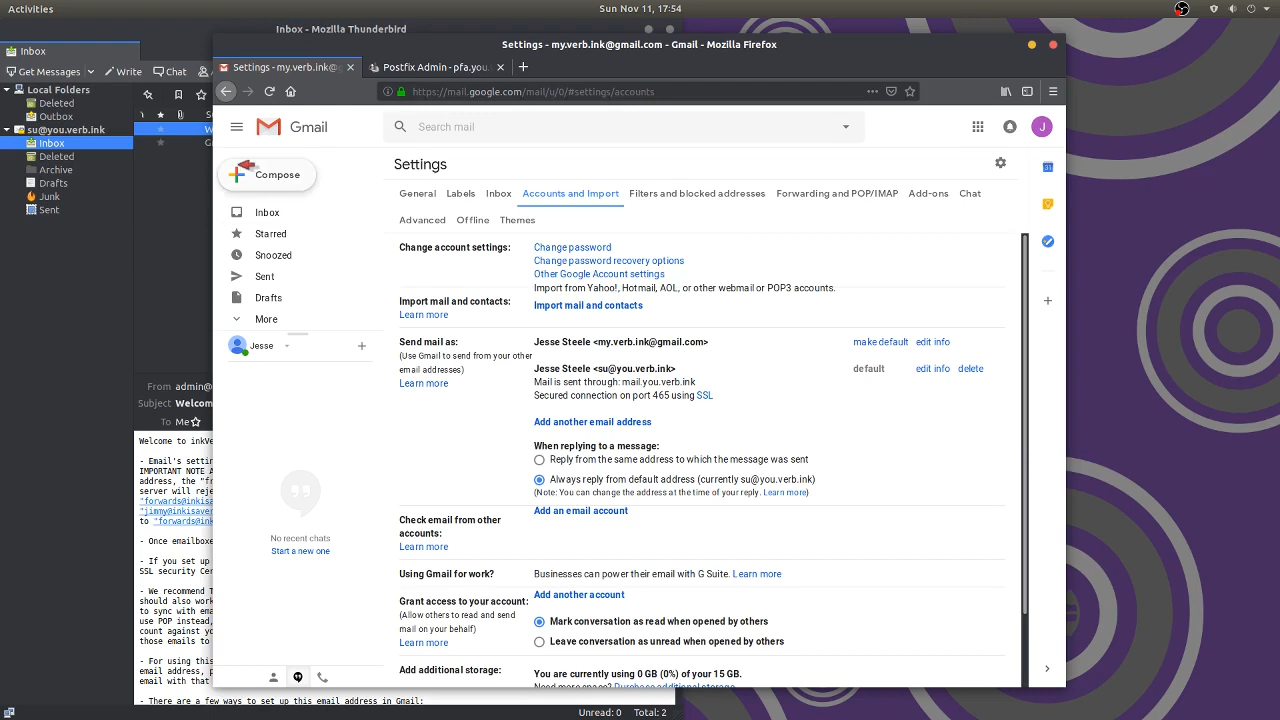 Activities
Sun Nov 11, 17:54
Inbox - Mozilla Thunderbird
Inbox
Get Messages
Write
Chat
Local Folders
Deleted
Outbox
su@you.verb.ink
Inbox
Deleted
Archive
Drafts
Junk
Sent
From admin@
Subject Welcom
To Me
Welcome to inkVe
- Email's setti
IMPORTANT NOTE A
address, the "fr
server will reje
"forwards@inkisa
"jimmy@inkisaver
to "forwards@ink
- Once emailboxe
- If you set up
SSL security Cer
- We recommend T
should also work
to sync with ema
use POP instead,
count against yo
those emails to
- For using this
email address, p
email with that
- There are a few ways to set up this email address in Gmail:
Unread: 0 Total: 2
Settings - my.verb.ink@gmail.com - Gmail - Mozilla Firefox
Settings - my.verb.ink@g
Postfix Admin - pfa.you.
https://mail.google.com/mail/u/0/#settings/accounts
Gmail
Search mail
J
Compose
Inbox
Starred
Snoozed
Sent
Drafts
More
Jesse
No recent chats
Start a new one
Settings
General Labels Inbox Accounts and Import Filters and blocked addresses Forwarding and POP/IMAP Add-ons Chat
Advanced Offline Themes
Change account settings:
Change password
Change password recovery options
Other Google Account settings
Import from Yahoo!, Hotmail, AOL, or other webmail or POP3 accounts.
Import mail and contacts:
Import mail and contacts
Learn more
Send mail as:
(Use Gmail to send from your other
email addresses)
Learn more
Jesse Steele <my.verb.ink@gmail.com> make default edit info
Jesse Steele <su@you.verb.ink> default edit info delete
Mail is sent through: mail.you.verb.ink
Secured connection on port 465 using SSL
Add another email address
When replying to a message:
Reply from the same address to which the message was sent
Always reply from default address (currently su@you.verb.ink)
(Note: You can change the address at the time of your reply. Learn more)
Check email from other
accounts:
Learn more
Add an email account
Using Gmail for work?
Businesses can power their email with G Suite. Learn more
Grant access to your account:
(Allow others to read and send
mail on your behalf)
Learn more
Add another account
Mark conversation as read when opened by others
Leave conversation as unread when opened by others
Add additional storage:
You are currently using 0 GB (0%) of your 15 GB.
Need more space? Purchase additional storage
31